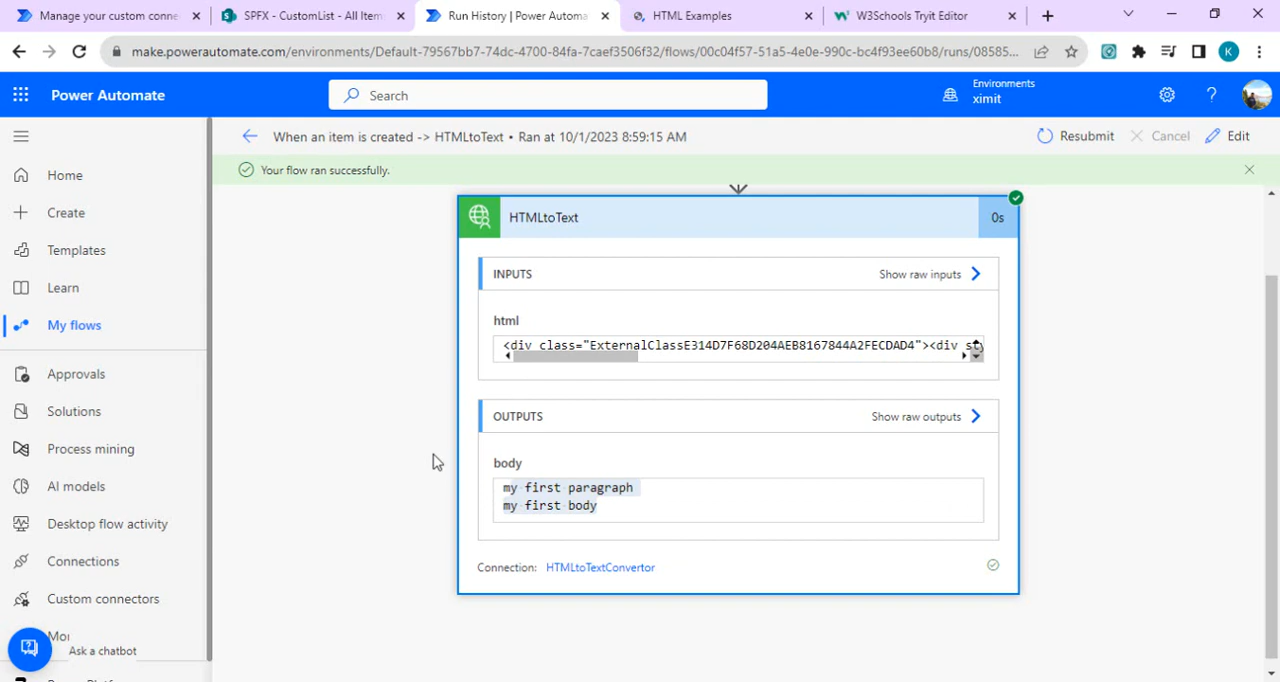 Manage your custom conne
SPFX - CustomList - All Item
Run History | Power Automa
HTML Examples
W3Schools Tryit Editor
make.powerautomate.com/environments/Default-79567bb7-74dc-4700-84fa-7caef3506f32/flows/00c04f57-51a5-4e0e-990c-bc4f93ee60b8/runs/08585...
K
Power Automate
Search
Environments
ximit
When an item is created -> HTMLtoText • Ran at 10/1/2023 8:59:15 AM
Resubmit
Cancel
Edit
Your flow ran successfully.
Home
Create
Templates
Learn
My flows
Approvals
Solutions
Process mining
AI models
Desktop flow activity
Connections
Custom connectors
Mo
Ask a chatbot
HTMLtoText
0s
INPUTS
Show raw inputs
html
<div class="ExternalClassE314D7F68D204AEB8167844A2FECDAD4"><div sty
OUTPUTS
Show raw outputs
body
my first paragraph
my first body
Connection: HTMLtoTextConvertor